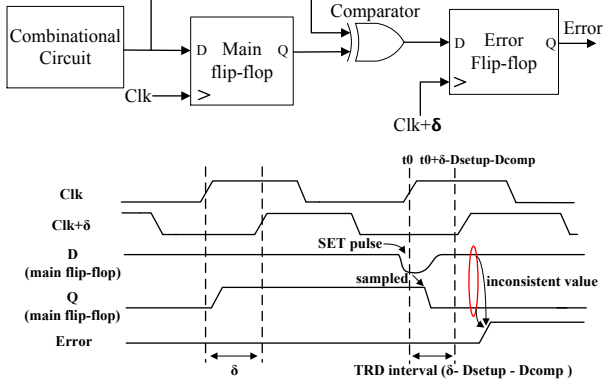 Combinational
Circuit
D
Main
flip-flop
Q
Clk
Comparator
D
Error
Flip-flop
Q
Error
Clk+δ
t0 t0+δ-Dsetup-Dcomp
Clk
Clk+δ
D
(main flip-flop)
SET pulse
sampled
inconsistent value
Q
(main flip-flop)
Error
δ
TRD interval (δ- Dsetup - Dcomp )